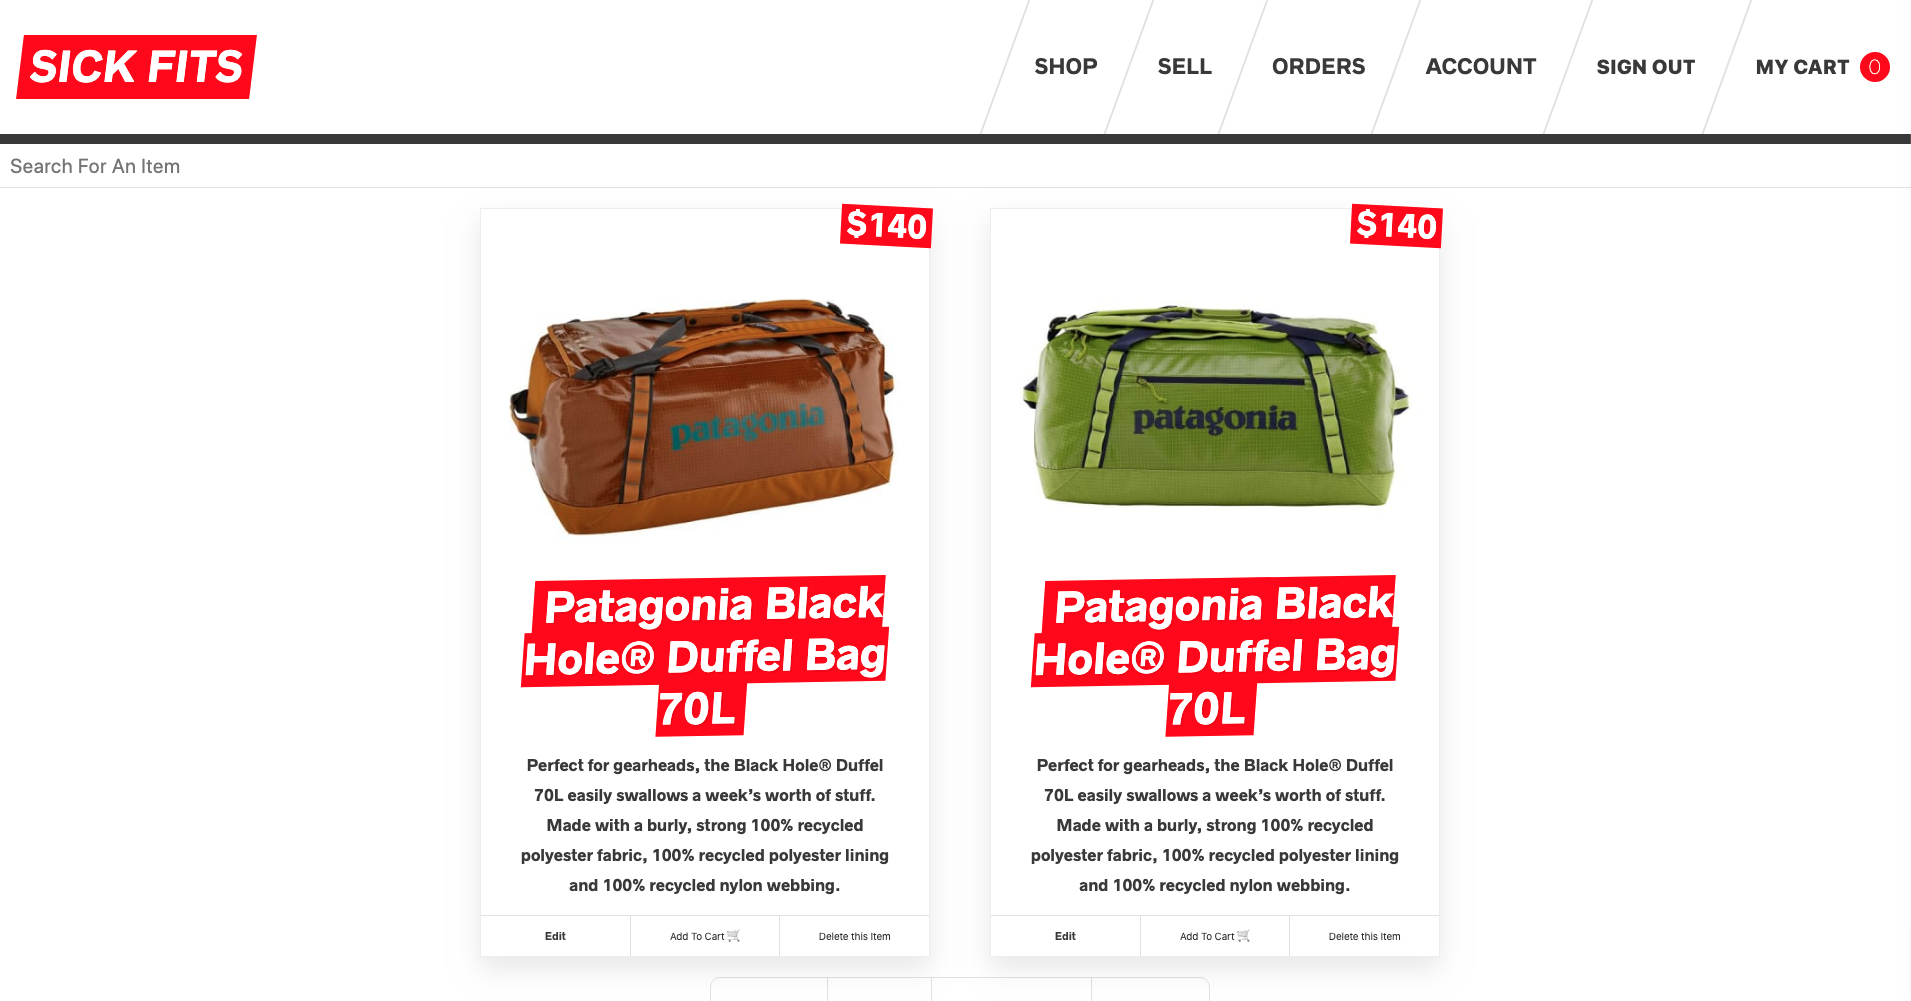 SICK FITS
SHOP
SELL
ORDERS
ACCOUNT
SIGN OUT
MY CART 0
Search For An Item
$140
patagonia
Patagonia Black
Hole® Duffel Bag
70L
Perfect for gearheads, the Black Hole® Duffel
70L easily swallows a week’s worth of stuff.
Made with a burly, strong 100% recycled
polyester fabric, 100% recycled polyester lining
and 100% recycled nylon webbing.
Edit
Add To Cart 🛒
Delete this Item
$140
patagonia
Patagonia Black
Hole® Duffel Bag
70L
Perfect for gearheads, the Black Hole® Duffel
70L easily swallows a week’s worth of stuff.
Made with a burly, strong 100% recycled
polyester fabric, 100% recycled polyester lining
and 100% recycled nylon webbing.
Edit
Add To Cart 🛒
Delete this Item